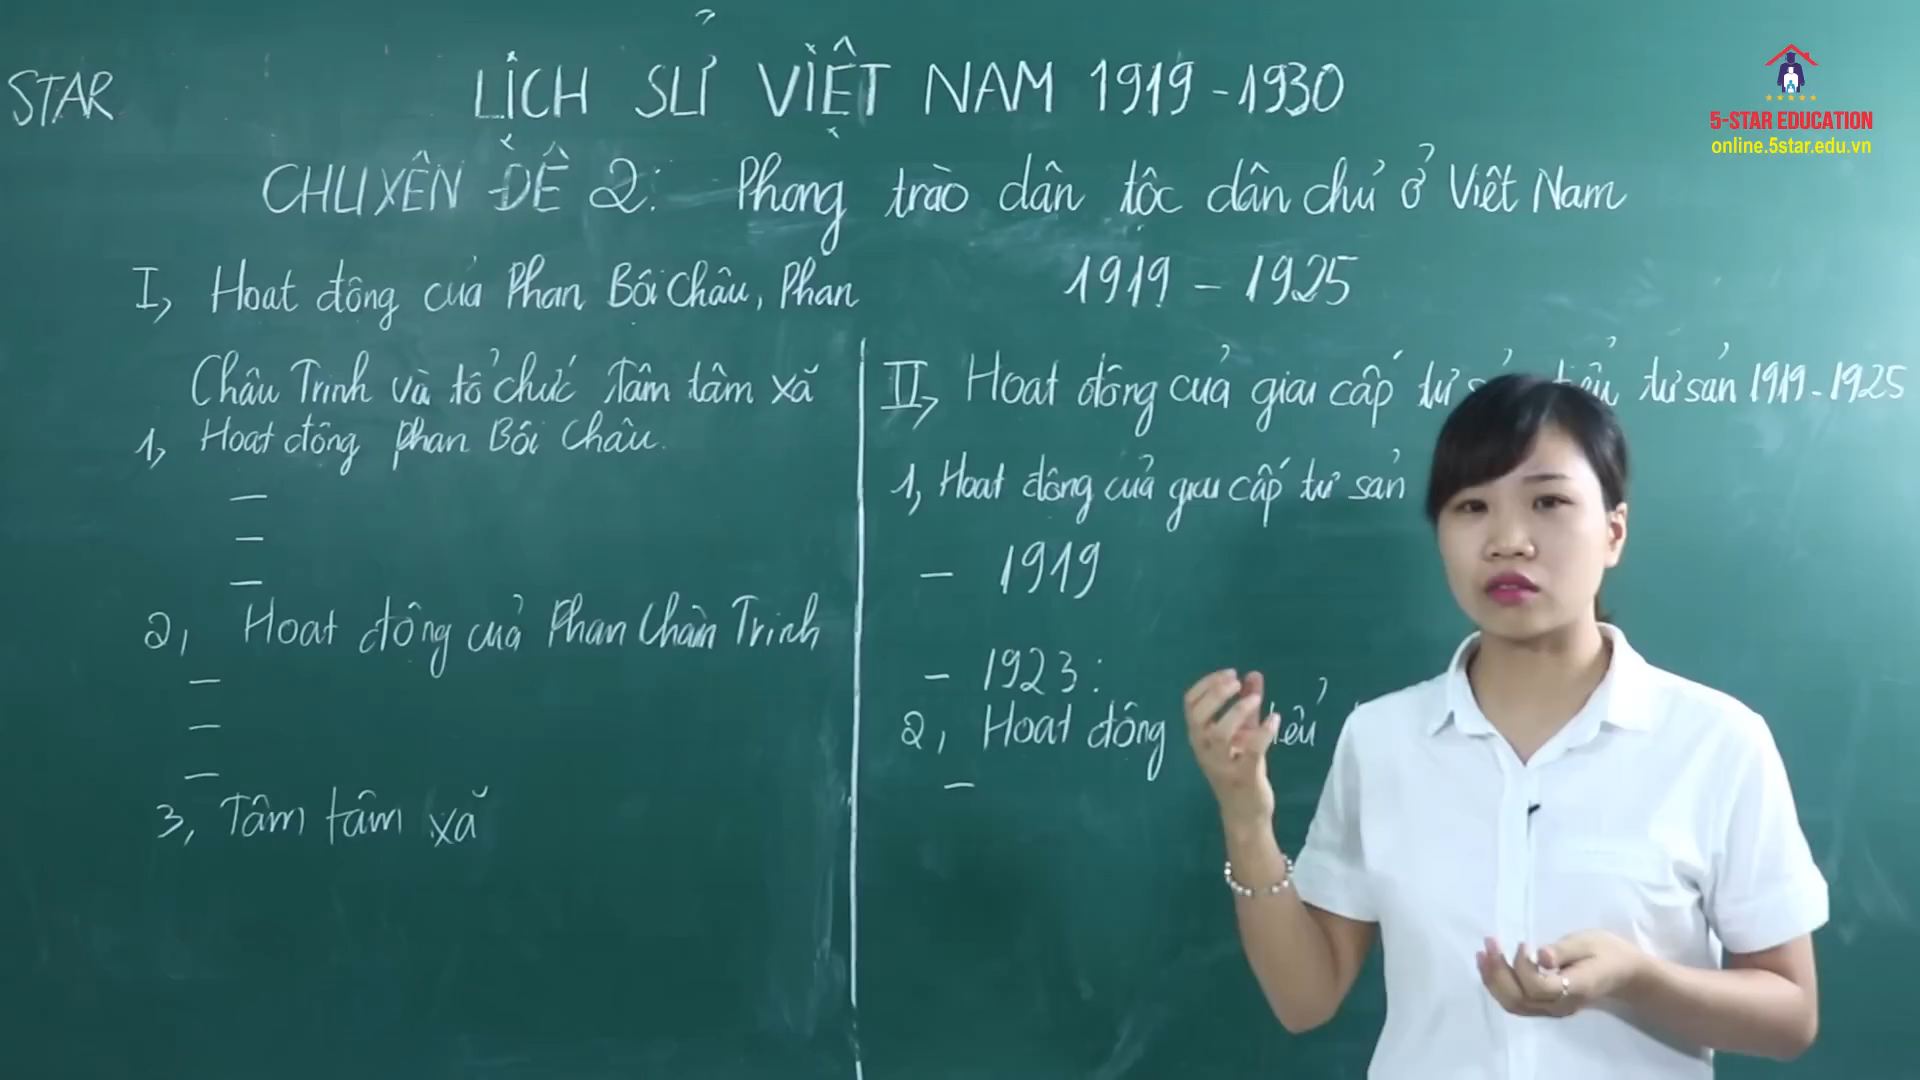 STAR
LỊCH SỬ VIỆT NAM 1919 - 1930
CHUYÊN ĐỀ 2: Phong trào dân tộc dân chủ ở Việt Nam
1919 - 1925
I, Hoạt động của Phan Bội Châu, Phan
Châu Trinh và tổ chức Tâm tâm xã
1, Hoạt động Phan Bội Châu.
-
-
-
2, Hoạt động của Phan Châu Trinh
-
-
-
3, Tâm tâm xã
II, Hoạt động của giai cấp tư tiểu tư sản 1919 - 1925
1, Hoạt động của giai cấp tư sản
- 1919
- 1923:
2, Hoạt động tiểu
-
5-STAR EDUCATION
online.5star.edu.vn